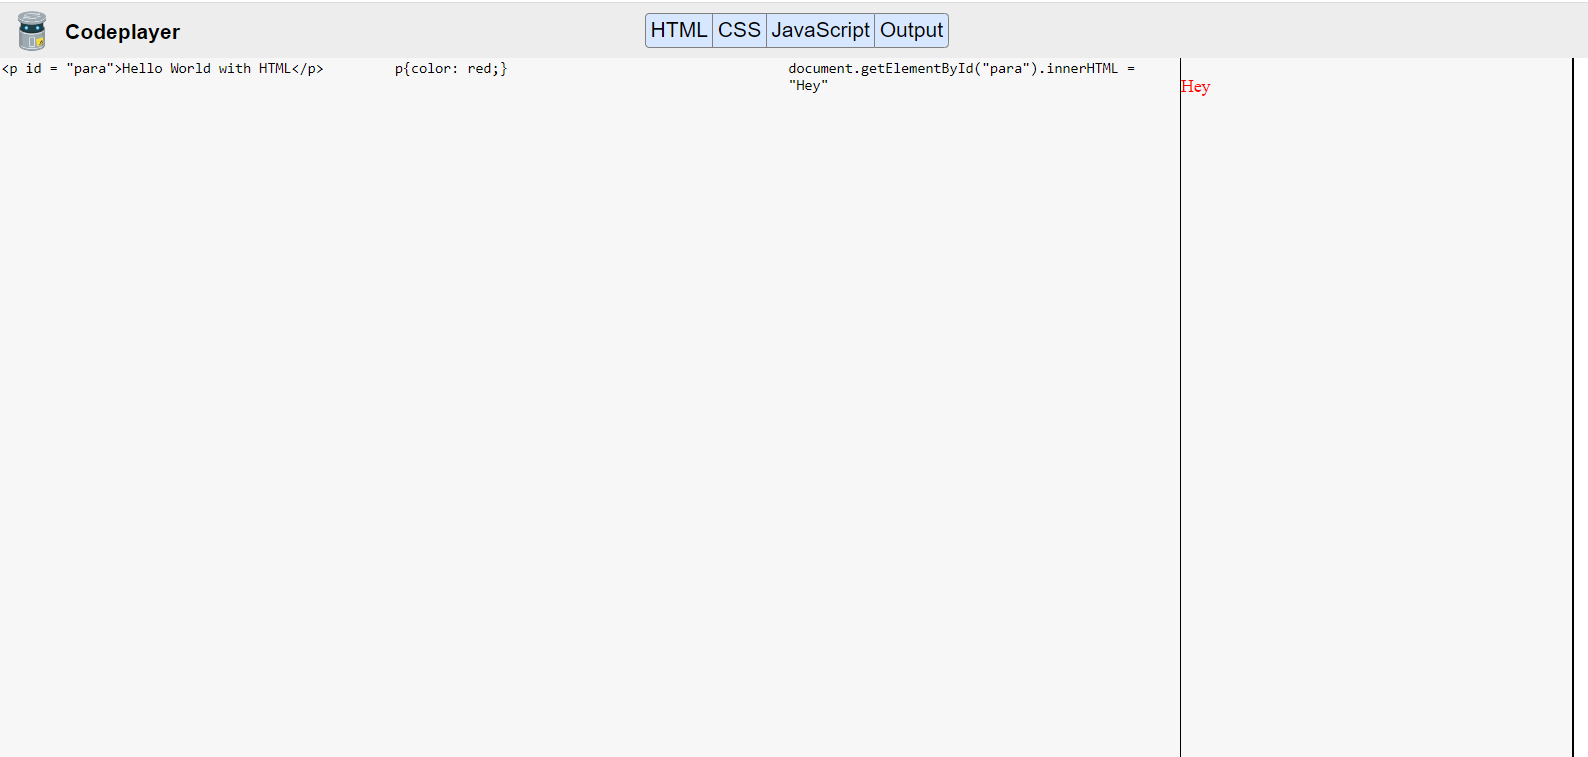 Codeplayer
HTML CSS JavaScript Output
<p id = "para">Hello World with HTML</p>
p{color: red;}
document.getElementById("para").innerHTML =
"Hey"
Hey